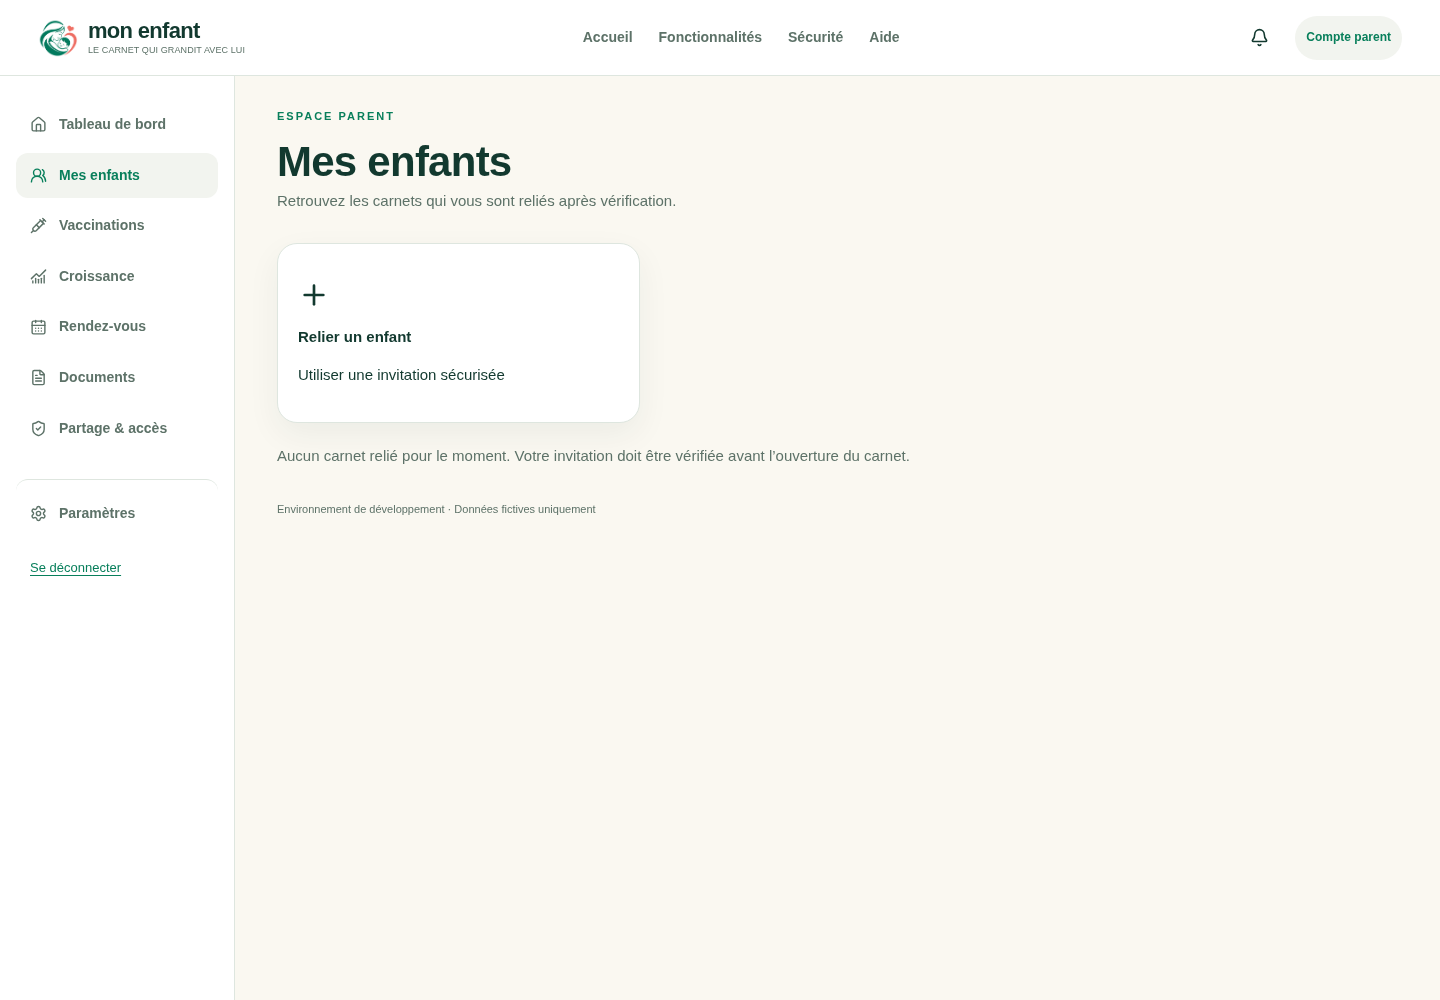 mon enfant
LE CARNET QUI GRANDIT AVEC LUI
Accueil
Fonctionnalités
Sécurité
Aide
Compte parent
Tableau de bord
Mes enfants
Vaccinations
Croissance
Rendez-vous
Documents
Partage & accès
Paramètres
Se déconnecter
ESPACE PARENT
Mes enfants
Retrouvez les carnets qui vous sont reliés après vérification.
Relier un enfant
Utiliser une invitation sécurisée
Aucun carnet relié pour le moment. Votre invitation doit être vérifiée avant l’ouverture du carnet.
Environnement de développement · Données fictives uniquement